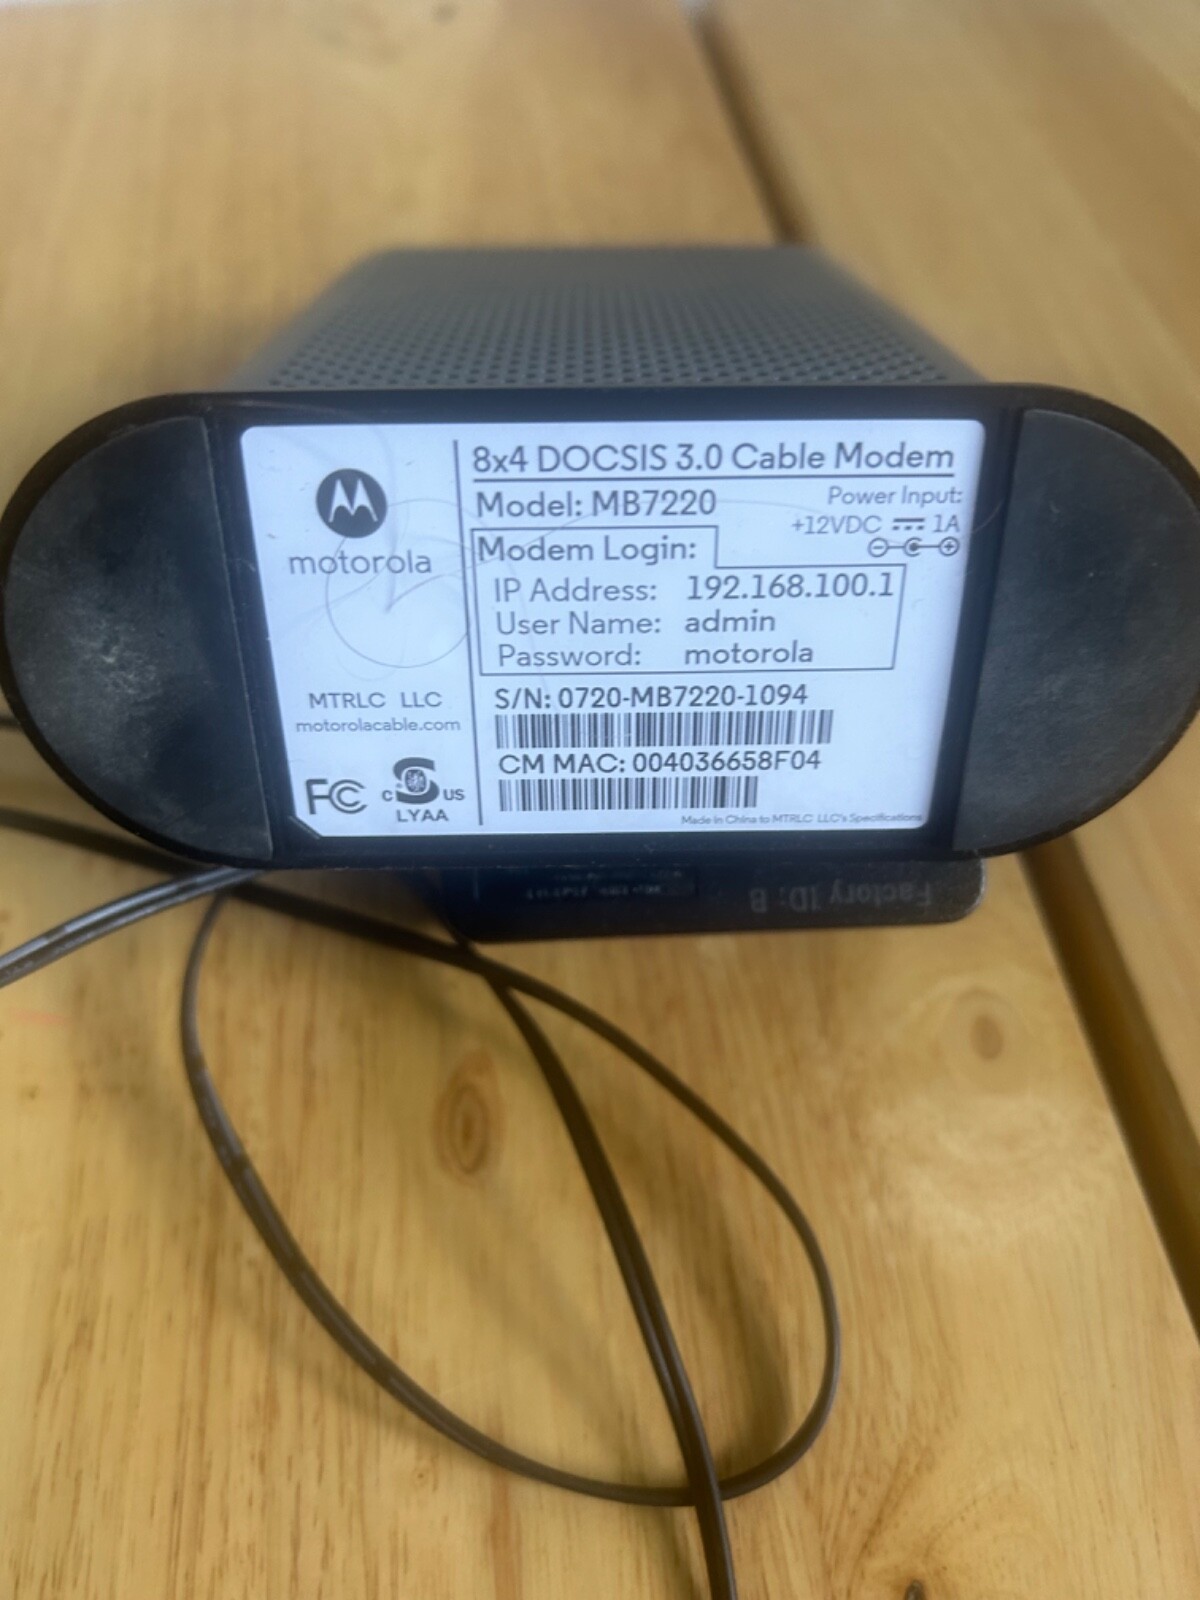 8x4 DOCSIS 3.0 Cable Modem
Model: MB7220
Power Input:
+12VDC 1A
Modem Login:
IP Address: 192.168.100.1
User Name: admin
Password: motorola
S/N: 0720-MB7220-1094
CM MAC: 004036658F04
Made in China to MTRLC LLC's Specifications
motorola
MTRLC LLC
motorolacable.com
FC
C US
LYAA
Factory ID: B